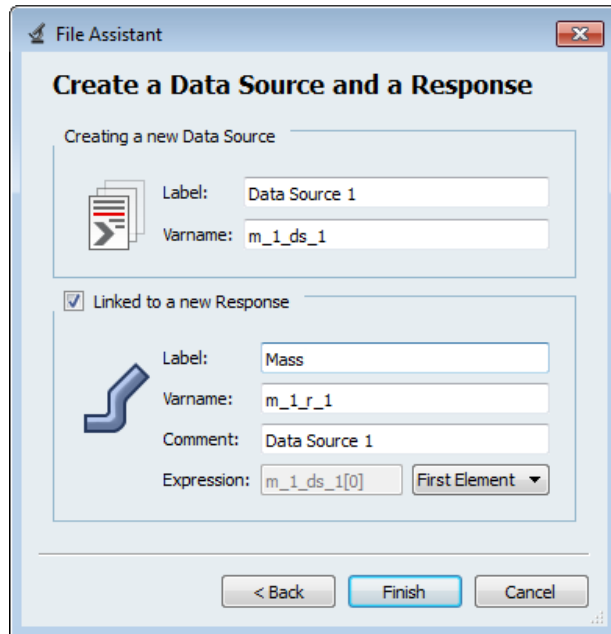 File Assistant
Create a Data Source and a Response
Creating a new Data Source
Label: Data Source 1
Varname: m_1_ds_1
Linked to a new Response
Label: Mass
Varname: m_1_r_1
Comment: Data Source 1
Expression: m_1_ds_1[0] First Element
< Back Finish Cancel